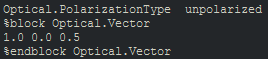 Optical.PolarizationType  unpolarized
%block Optical.Vector
1.0 0.0 0.5
%endblock Optical.Vector